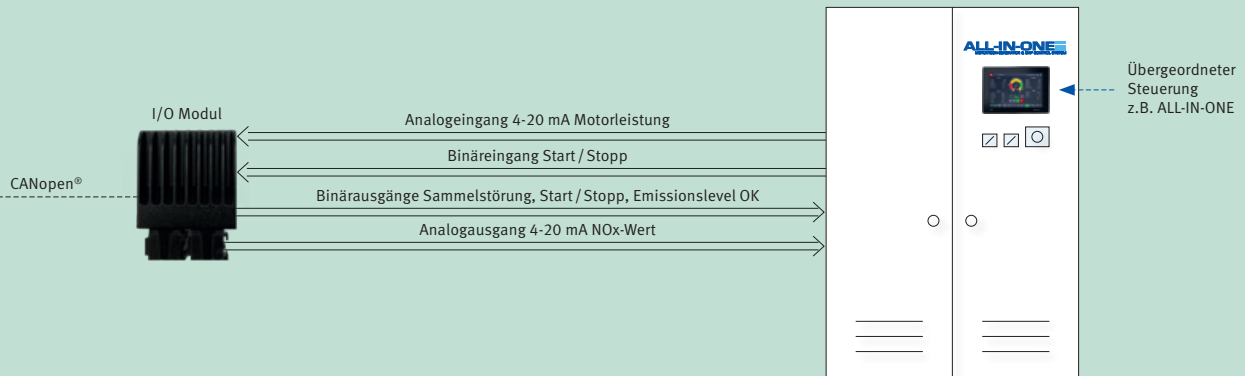 ALL-IN-ONE
Übergeordneter
Steuerung
z.B. ALL-IN-ONE
I/O Modul
Analogeingang 4-20 mA Motorleistung
Binäreingang Start / Stopp
CANopen®
Binärausgänge Sammelstörung, Start / Stopp, Emissionslevel OK
Analogausgang 4-20 mA NOx-Wert